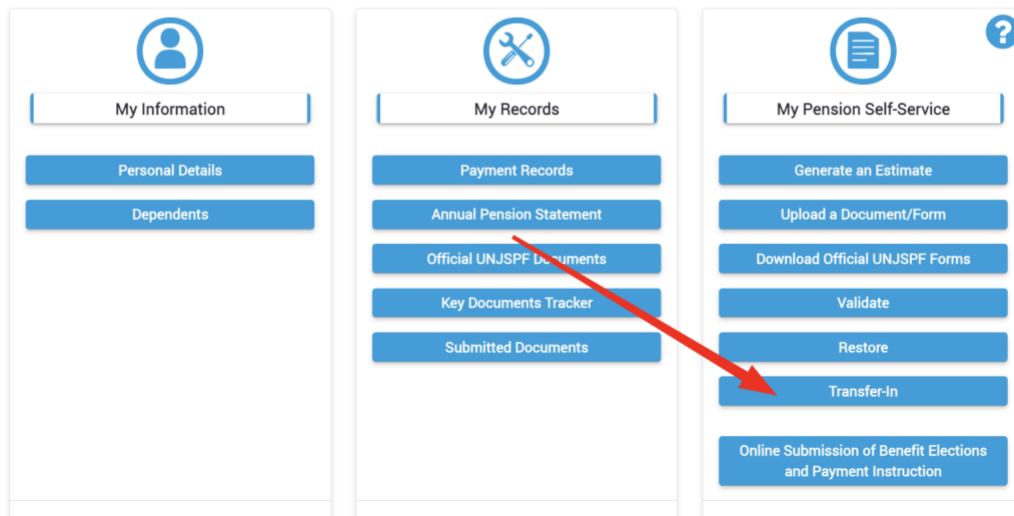 My Information
Personal Details
Dependents
My Records
Payment Records
Annual Pension Statement
Official UNJSPF Documents
Key Documents Tracker
Submitted Documents
?
My Pension Self-Service
Generate an Estimate
Upload a Document/Form
Download Official UNJSPF Forms
Validate
Restore
Transfer-In
Online Submission of Benefit Elections
and Payment Instruction